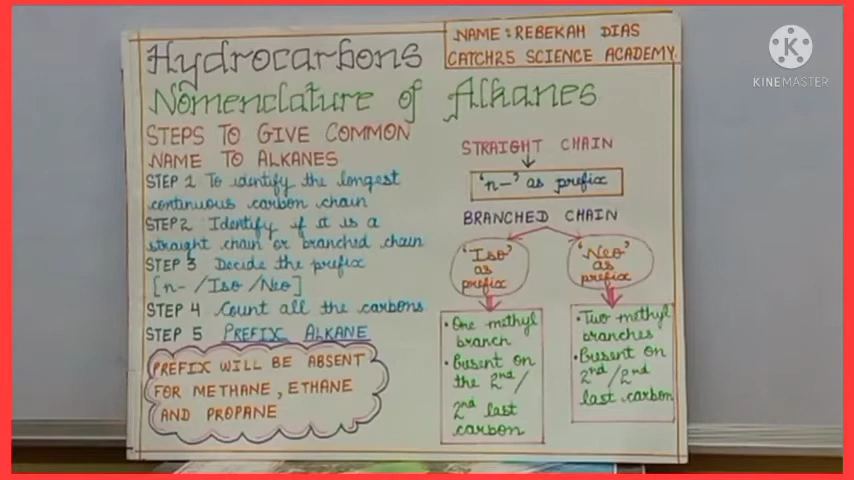 Hydrocarbons
NAME: REBEKAH DIAS
CATCH25 SCIENCE ACADEMY.
Nomenclature of Alkanes
STEPS TO GIVE COMMON
NAME TO ALKANES
STEP 1 To identify the longest
continuous carbon chain
STEP2 Identify if it is a
straight chain or branched chain
STEP 3 Decide the prefix
[n- /Iso /Neo]
STEP 4 Count all the carbons
STEP 5 PREFIX ALKANE
PREFIX WILL BE ABSENT
FOR METHANE, ETHANE
AND PROPANE
STRAIGHT CHAIN
'n-' as prefix
BRANCHED CHAIN
'Iso'
as
prefix
'Neo'
as
prefix
• One methyl
branch
• Present on
the 2nd/
2nd last
carbon
• Two methyl
branches
• Present on
2nd/2nd
last carbon
K
KINEMASTER